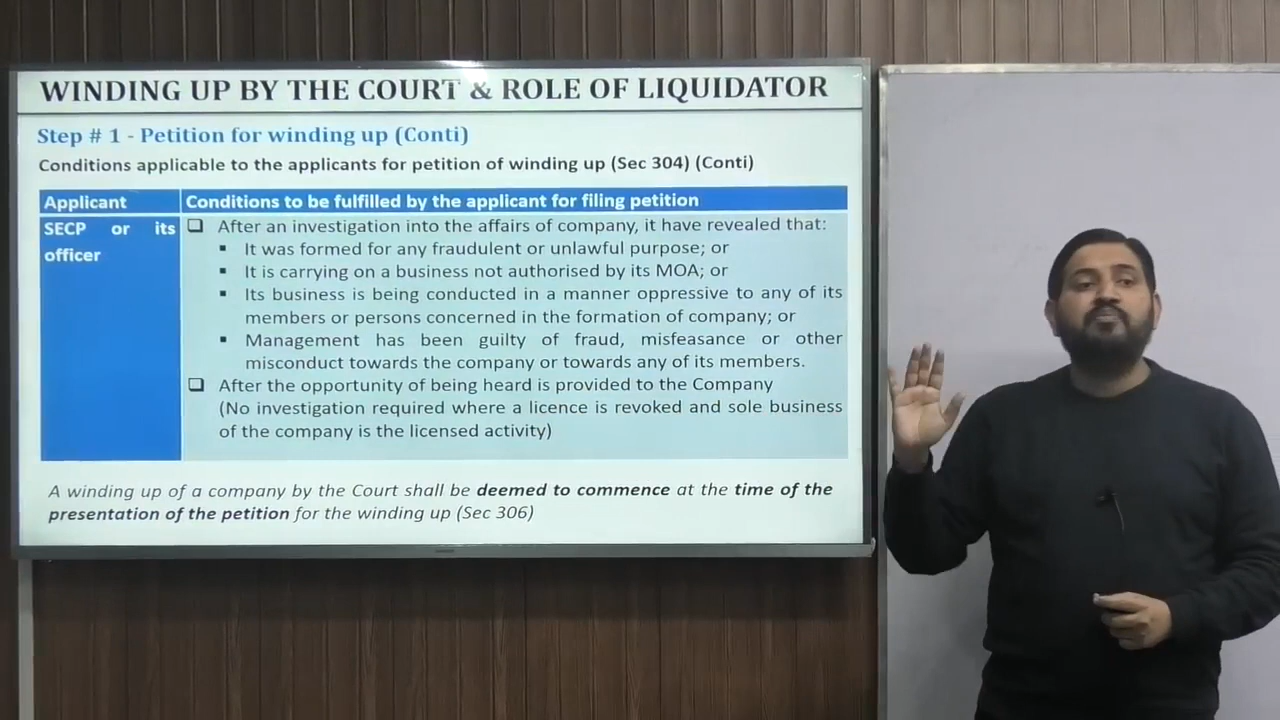 WINDING UP BY THE COURT & ROLE OF LIQUIDATOR
Step # 1 - Petition for winding up (Conti)
Conditions applicable to the applicants for petition of winding up (Sec 304) (Conti)
Applicant
Conditions to be fulfilled by the applicant for filing petition
SECP or its
officer
After an investigation into the affairs of company, it have revealed that:
It was formed for any fraudulent or unlawful purpose; or
It is carrying on a business not authorised by its MOA; or
Its business is being conducted in a manner oppressive to any of its
members or persons concerned in the formation of company; or
Management has been guilty of fraud, misfeasance or other
misconduct towards the company or towards any of its members.
After the opportunity of being heard is provided to the Company
(No investigation required where a licence is revoked and sole business
of the company is the licensed activity)
A winding up of a company by the Court shall be deemed to commence at the time of the
presentation of the petition for the winding up (Sec 306)